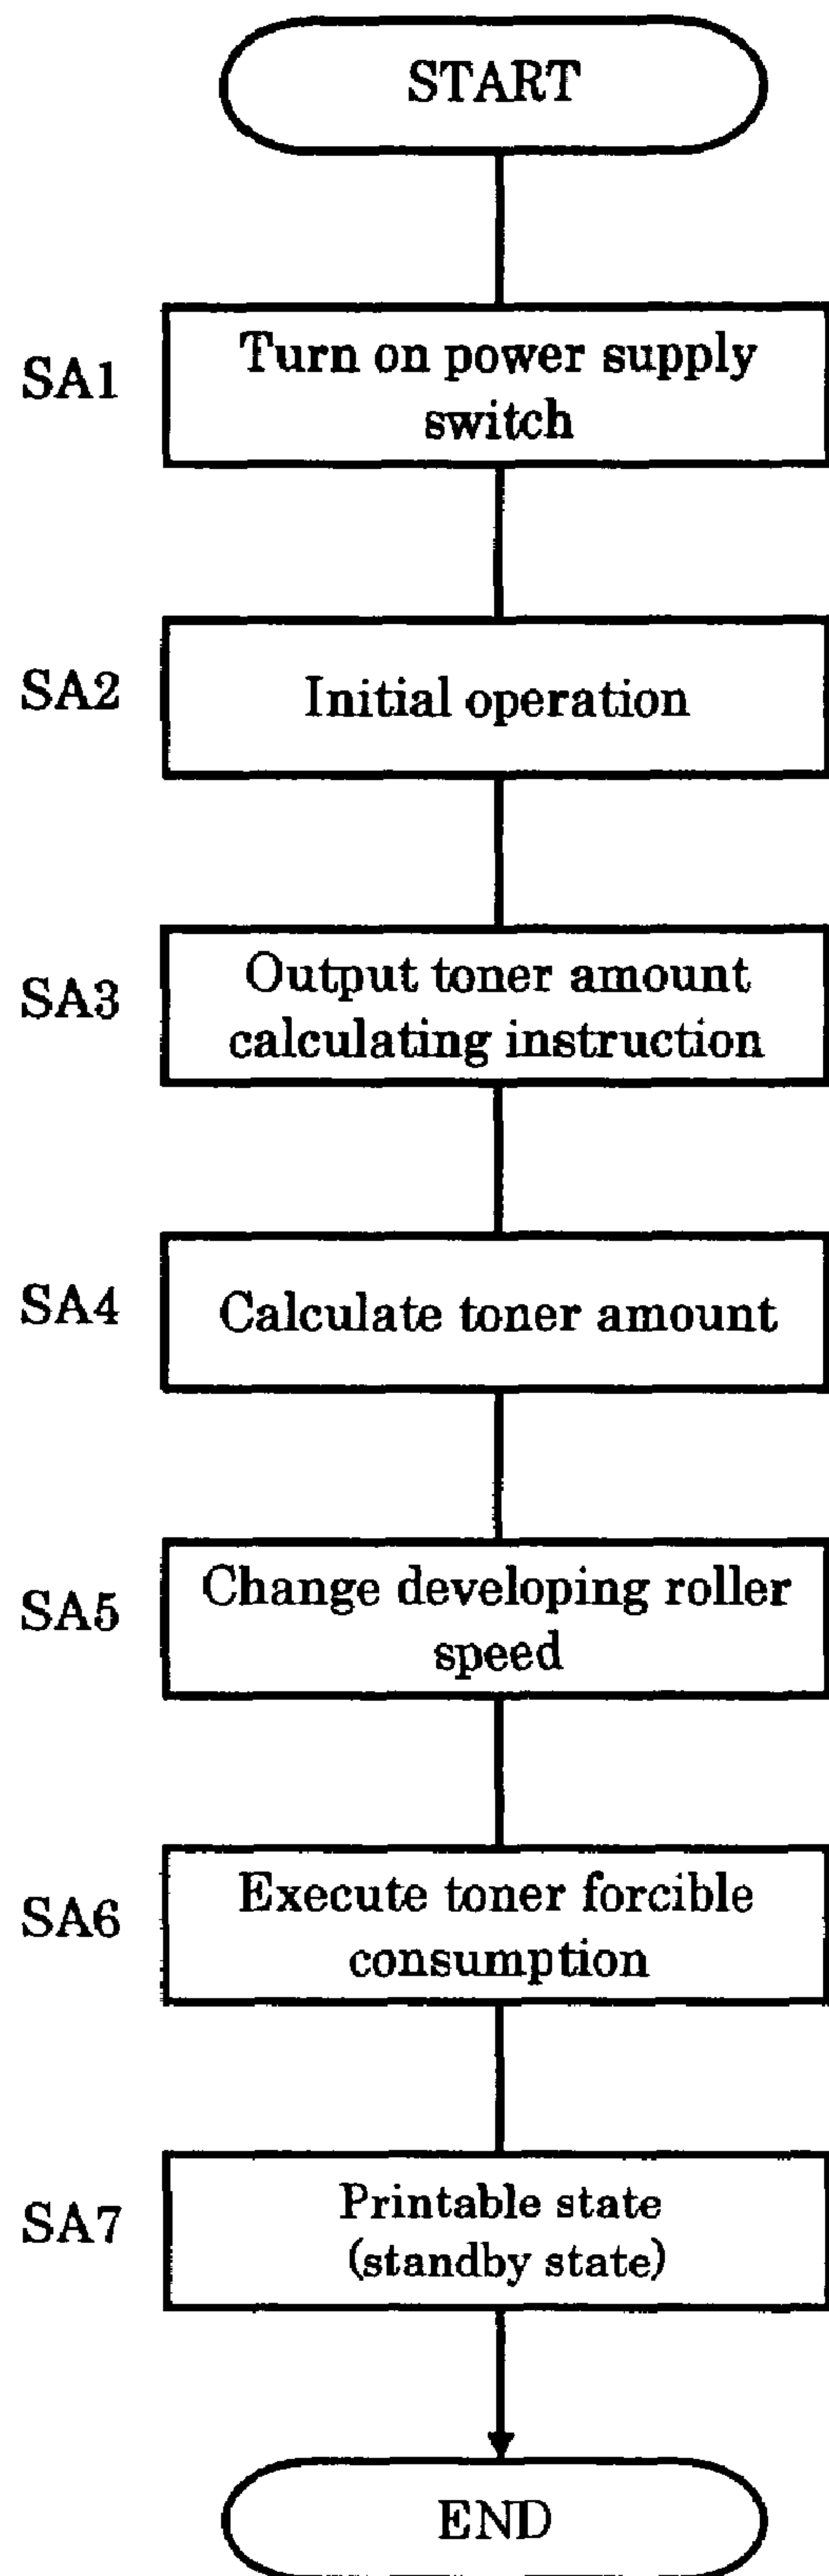 START
SA1
Turn on power supply
switch
SA2
Initial operation
SA3
Output toner amount
calculating instruction
SA4
Calculate toner amount
SA5
Change developing roller
speed
SA6
Execute toner forcible
consumption
SA7
Printable state
(standby state)
END